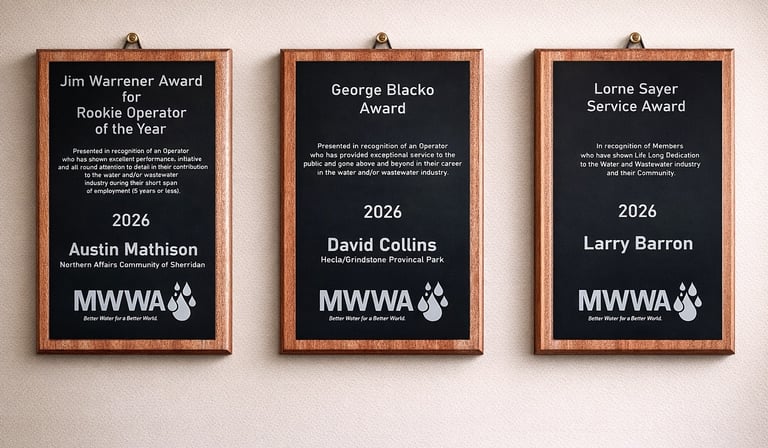 Jim Warrener Award
for
Rookie Operator
of the Year
Presented in recognition of an Operator
who has shown excellent performance, initiative
and all round attention to detail in their contribution
to the water and/or wastewater
industry during their short span
of employment (5 years or less).
2026
Austin Mathison
Northern Affairs Community of Sherridan
MWWA
Better Water for a Better World.
George Blacko
Award
Presented in recognition of an Operator
who has provided exceptional service to the
public and gone above and beyond in their career
in the water and/or wastewater industry.
2026
David Collins
Hecla/Grindstone Provincal Park
MWWA
Better Water for a Better World.
Lorne Sayer
Service Award
In recognition of Members
who have shown Life Long Dedication
to the Water and Wastewater industry
and their Community.
2026
Larry Barron
MWWA
Better Water for a Better World.